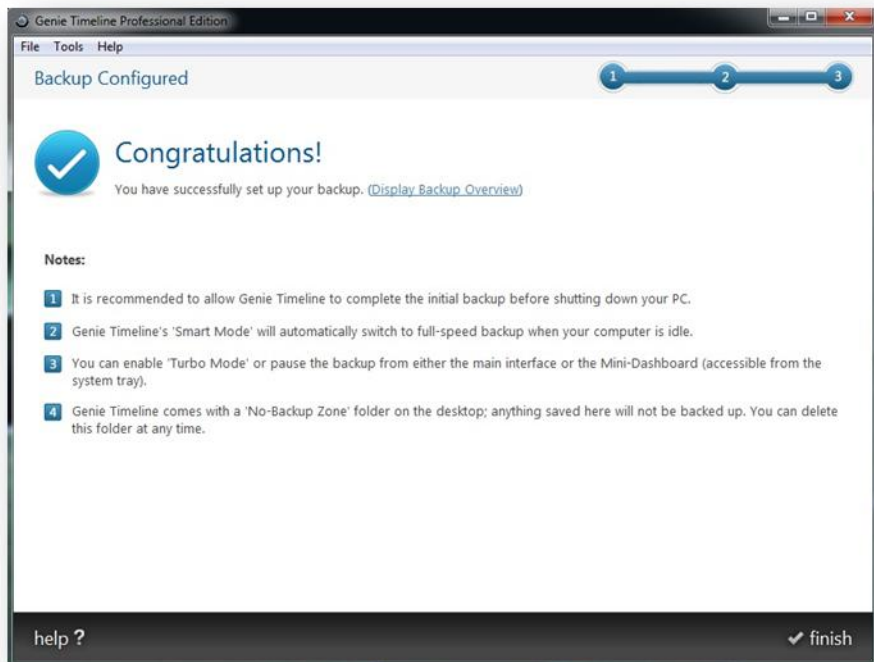 Genie Timeline Professional Edition
File Tools Help
Backup Configured
1 2 3
Congratulations!
You have successfully set up your backup. (Display Backup Overview)
Notes:
1 It is recommended to allow Genie Timeline to complete the initial backup before shutting down your PC.
2 Genie Timeline's 'Smart Mode' will automatically switch to full-speed backup when your computer is idle.
3 You can enable 'Turbo Mode' or pause the backup from either the main interface or the Mini-Dashboard (accessible from the
system tray).
4 Genie Timeline comes with a 'No-Backup Zone' folder on the desktop; anything saved here will not be backed up. You can delete
this folder at any time.
help ? finish